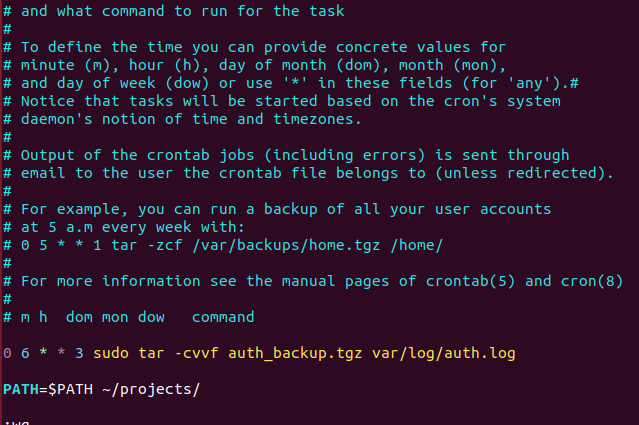 # and what command to run for the task
#
# To define the time you can provide concrete values for
# minute (m), hour (h), day of month (dom), month (mon),
# and day of week (dow) or use '*' in these fields (for 'any').#
# Notice that tasks will be started based on the cron's system
# daemon's notion of time and timezones.
#
# Output of the crontab jobs (including errors) is sent through
# email to the user the crontab file belongs to (unless redirected).
#
# For example, you can run a backup of all your user accounts
# at 5 a.m every week with:
# 0 5 * * 1 tar -zcf /var/backups/home.tgz /home/
#
# For more information see the manual pages of crontab(5) and cron(8)
#
# m h  dom mon dow   command
0 6 * * 3 sudo tar -cvvf auth_backup.tgz var/log/auth.log
PATH=$PATH ~/projects/
:wq